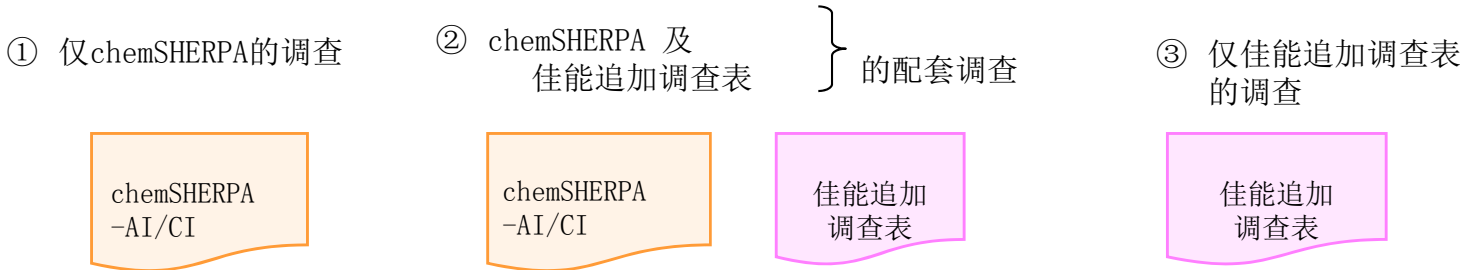 ① 仅chemSHERPA的调查
② chemSHERPA 及
佳能追加调查表
的配套调查
③ 仅佳能追加调查表
的调查
chemSHERPA
-AI/CI
chemSHERPA
-AI/CI
佳能追加
调查表
佳能追加
调查表